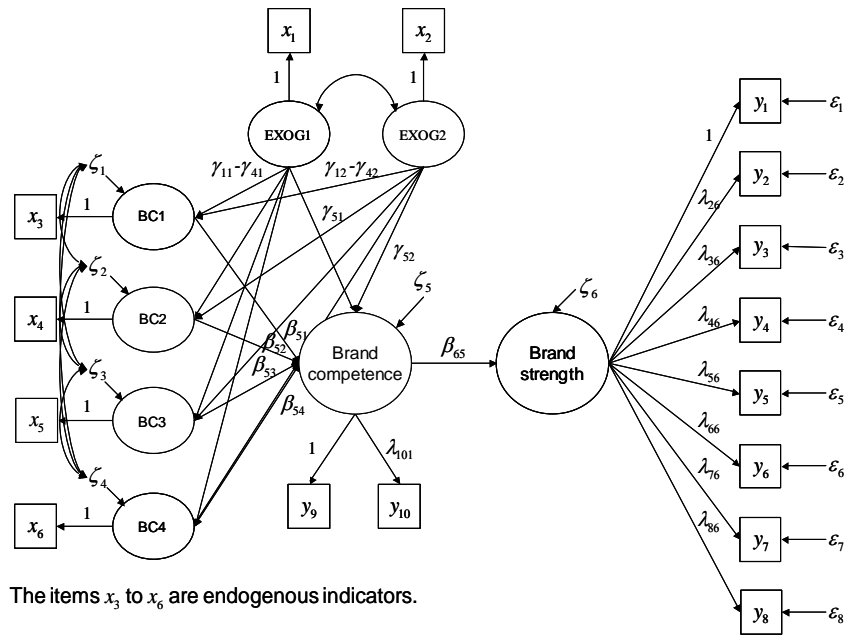 x₁ x₂
1 1
EXOG1 EXOG2
γ₁₁-γ₄₁ γ₁₂-γ₄₂
γ₅₁
γ₅₂
ζ₁
x₃ 1 BC1
ζ₂
x₄ 1 BC2
ζ₃
x₅ 1 BC3
ζ₄
x₆ 1 BC4
β₅₁
β₅₂
β₅₃
β₅₄
ζ₅
Brand
competence
β₆₅
1 λ₁₀₁
y₉ y₁₀
ζ₆
Brand
strength
1 y₁ ε₁
λ₂₆ y₂ ε₂
λ₃₆ y₃ ε₃
λ₄₆ y₄ ε₄
λ₅₆ y₅ ε₅
λ₆₆ y₆ ε₆
λ₇₆ y₇ ε₇
λ₈₆ y₈ ε₈
The items x₃ to x₆ are endogenous indicators.